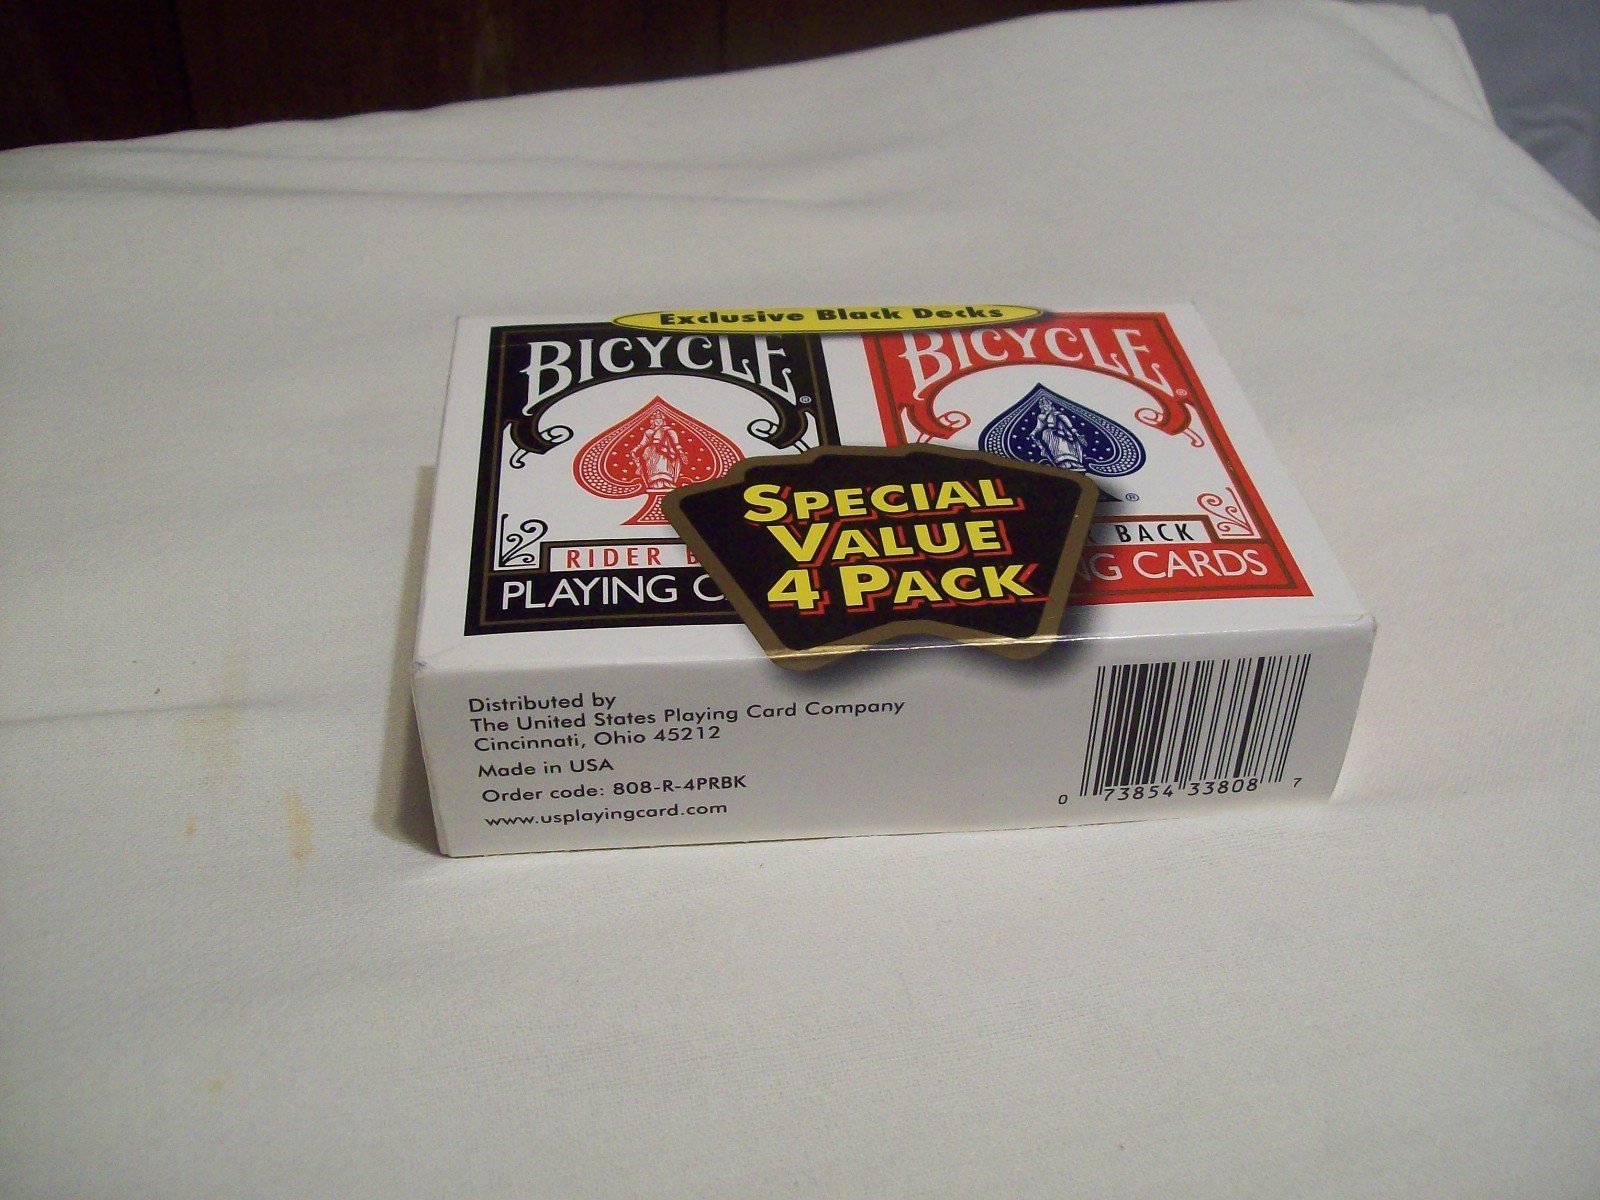 Exclusive Black Decks
BICYCLE®
RIDER B
PLAYING C
BICYCLE®
®
BACK
NG CARDS
SPECIAL
VALUE
4 PACK
Distributed by
The United States Playing Card Company
Cincinnati, Ohio 45212
Made in USA
Order code: 808-R-4PRBK
www.usplayingcard.com
0 73854 33808 7